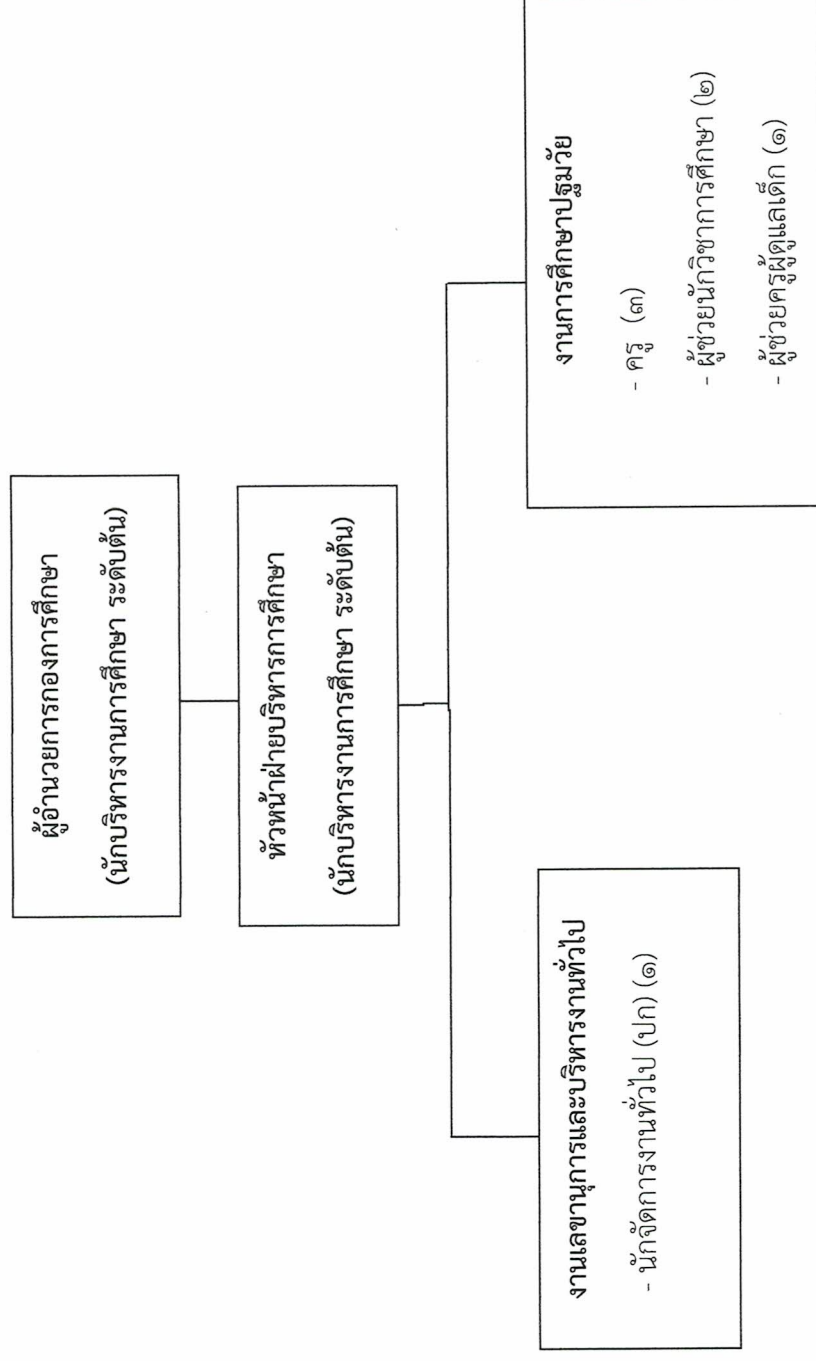 ผู้อำนวยการกองการศึกษา
(นักบริหารงานการศึกษา ระดับต้น)
หัวหน้าฝ่ายบริหารการศึกษา
(นักบริหารงานการศึกษา ระดับต้น)
งานเลขานุการและบริหารงานทั่วไป
- นักจัดการงานทั่วไป (ปก) (๑)
งานการศึกษาปฐมวัย
- ครู (๓)
- ผู้ช่วยนักวิชาการศึกษา (๒)
- ผู้ช่วยครูผู้ดูแลเด็ก (๑)